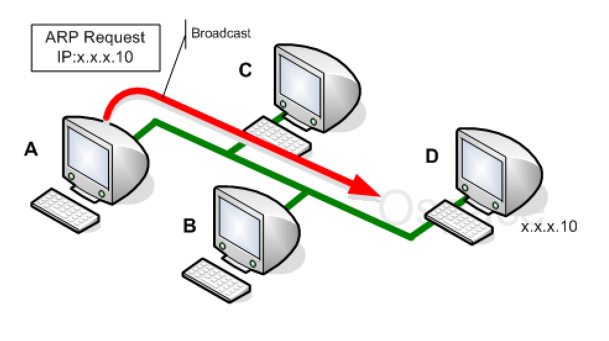 ARP Request
IP:x.x.x.10
Broadcast
C
A
D
B
x.x.x.10